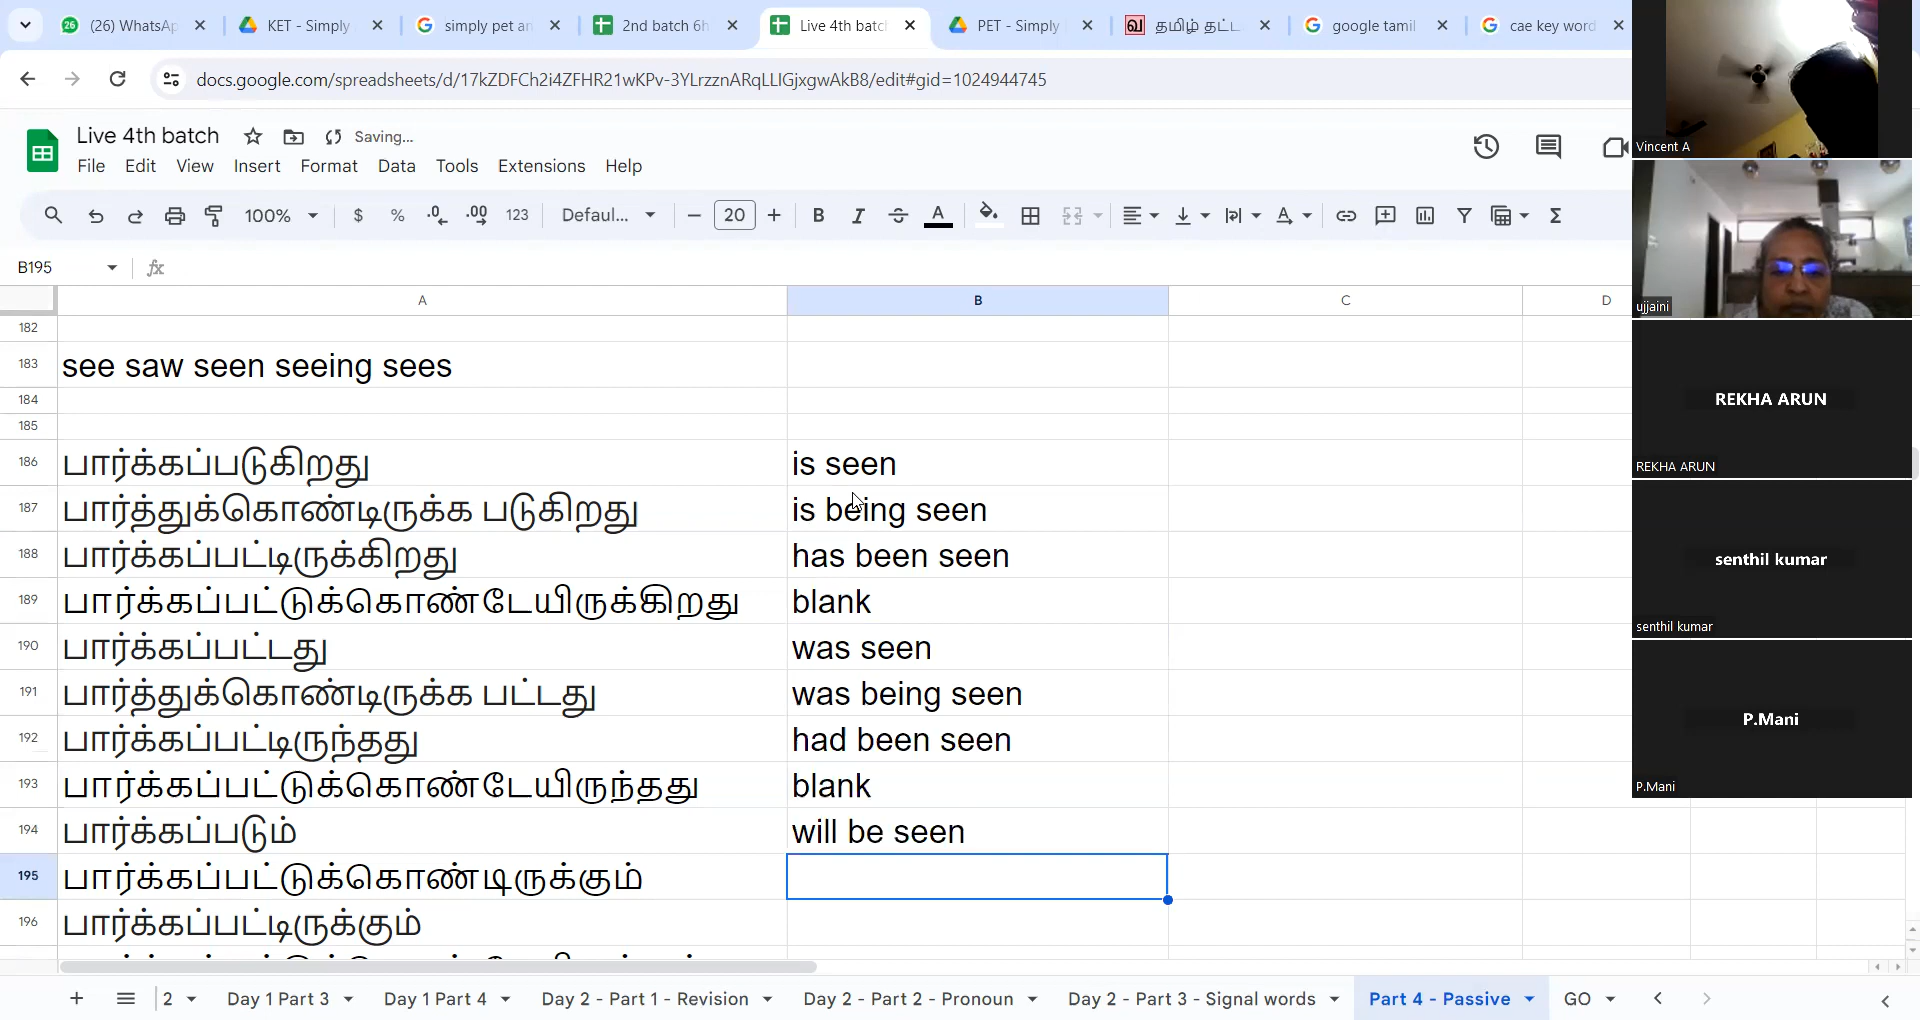 (26) WhatsAp
KET - Simply
simply pet an
2nd batch 6h
Live 4th batch
PET - Simply
தமிழ் தட்ட
google tamil
cae key word
docs.google.com/spreadsheets/d/17kZDFCh2i4ZFHR21wKPv-3YLrzznARqLLlGjxgwAkB8/edit#gid=1024944745
Live 4th batch Saving...
File Edit View Insert Format Data Tools Extensions Help
100% $ % .0 .00 123 Defaul... 20
B195
A B C D
182
183 see saw seen seeing sees
184
185
186 பார்க்கப்படுகிறது is seen
187 பார்த்துக்கொண்டிருக்க படுகிறது is being seen
188 பார்க்கப்பட்டிருக்கிறது has been seen
189 பார்க்கப்பட்டுக்கொண்டேயிருக்கிறது blank
190 பார்க்கப்பட்டது was seen
191 பார்த்துக்கொண்டிருக்க பட்டது was being seen
192 பார்க்கப்பட்டிருந்தது had been seen
193 பார்க்கப்பட்டுக்கொண்டேயிருந்தது blank
194 பார்க்கப்படும் will be seen
195 பார்க்கப்பட்டுக்கொண்டிருக்கும்
196 பார்க்கப்பட்டிருக்கும்
2 Day 1 Part 3 Day 1 Part 4 Day 2 - Part 1 - Revision Day 2 - Part 2 - Pronoun Day 2 - Part 3 - Signal words Part 4 - Passive GO
Vincent A
ujjaini
REKHA ARUN
REKHA ARUN
senthil kumar
senthil kumar
P.Mani
P.Mani